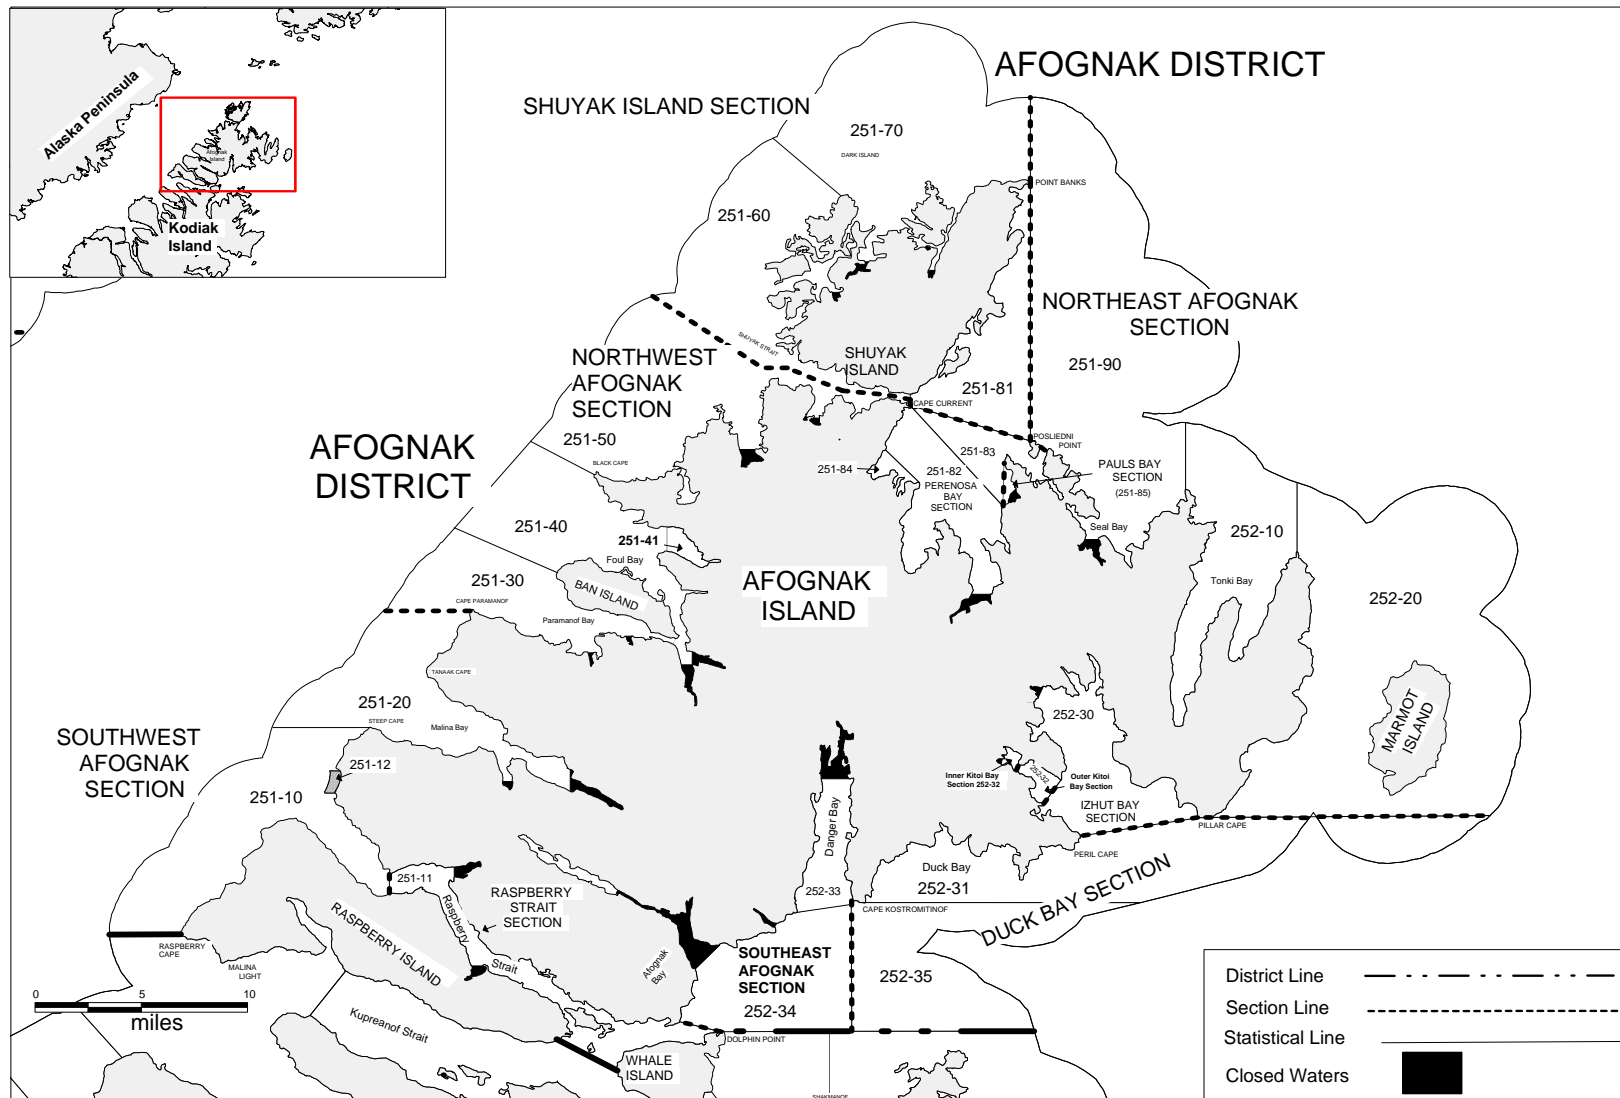 AFOGNAK DISTRICT
SHUYAK ISLAND SECTION
251-70
DARK ISLAND
Alaska Peninsula
Afognak
Island
Kodiak
Island
POINT BANKS
251-60
NORTHEAST AFOGNAK
SECTION
SHUYAK STRAIT
NORTHWEST
AFOGNAK
SECTION
SHUYAK
ISLAND
251-90
251-81
CAPE CURRENT
251-50
BLACK CAPE
POSLIEDNI
POINT
251-83
AFOGNAK
DISTRICT
251-84
251-82
PERENOSA
BAY
SECTION
PAULS BAY
SECTION
(251-85)
251-40
251-41
Seal Bay
252-10
Foul Bay
251-30
BAN ISLAND
AFOGNAK
ISLAND
Tonki Bay
252-20
CAPE PARAMANOF
Paramanof Bay
TANAAK CAPE
251-20
STEEP CAPE
Malina Bay
252-30
MARMOT
ISLAND
SOUTHWEST
AFOGNAK
SECTION
251-12
Inner Kitoi Bay
Section 252-32
252-32
Outer Kitoi
Bay Section
251-10
IZHUT BAY
SECTION
PILLAR CAPE
Danger Bay
PERIL CAPE
Duck Bay
251-11
252-31
252-33
RASPBERRY
STRAIT
SECTION
CAPE KOSTROMITINOF
DUCK BAY SECTION
RASPBERRY ISLAND
Raspberry
Strait
RASPBERRY
CAPE
MALINA
LIGHT
Afognak
Bay
SOUTHEAST
AFOGNAK
SECTION
252-34
252-35
District Line
0 5 10
miles
Section Line
Kupreanof Strait
DOLPHIN POINT
Statistical Line
WHALE
ISLAND
Closed Waters
SHAKMANOF